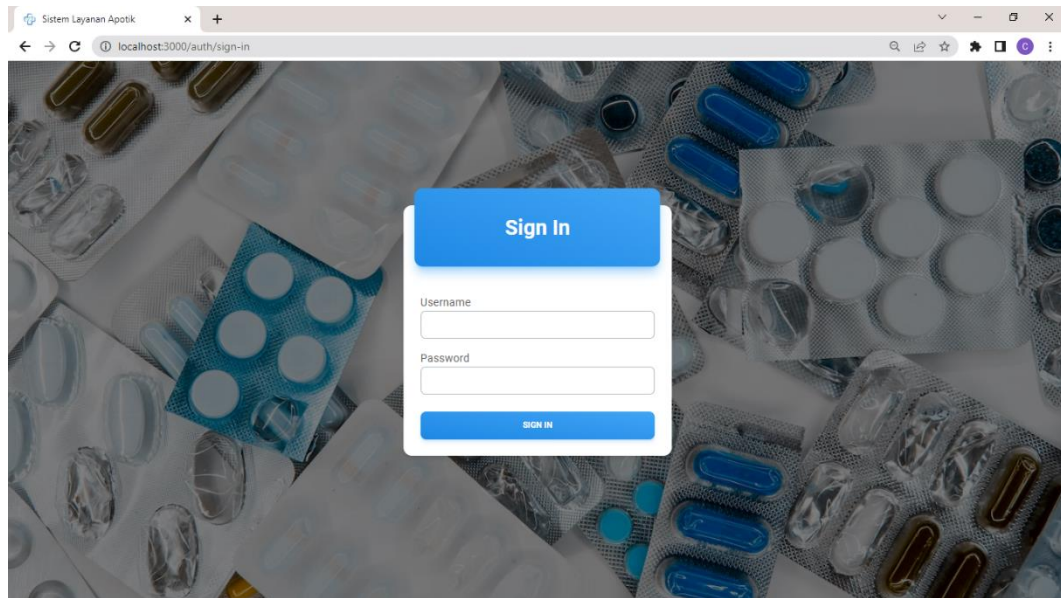 Sistem Layanan Apotik
localhost:3000/auth/sign-in
C
Sign In
Username
Password
SIGN IN